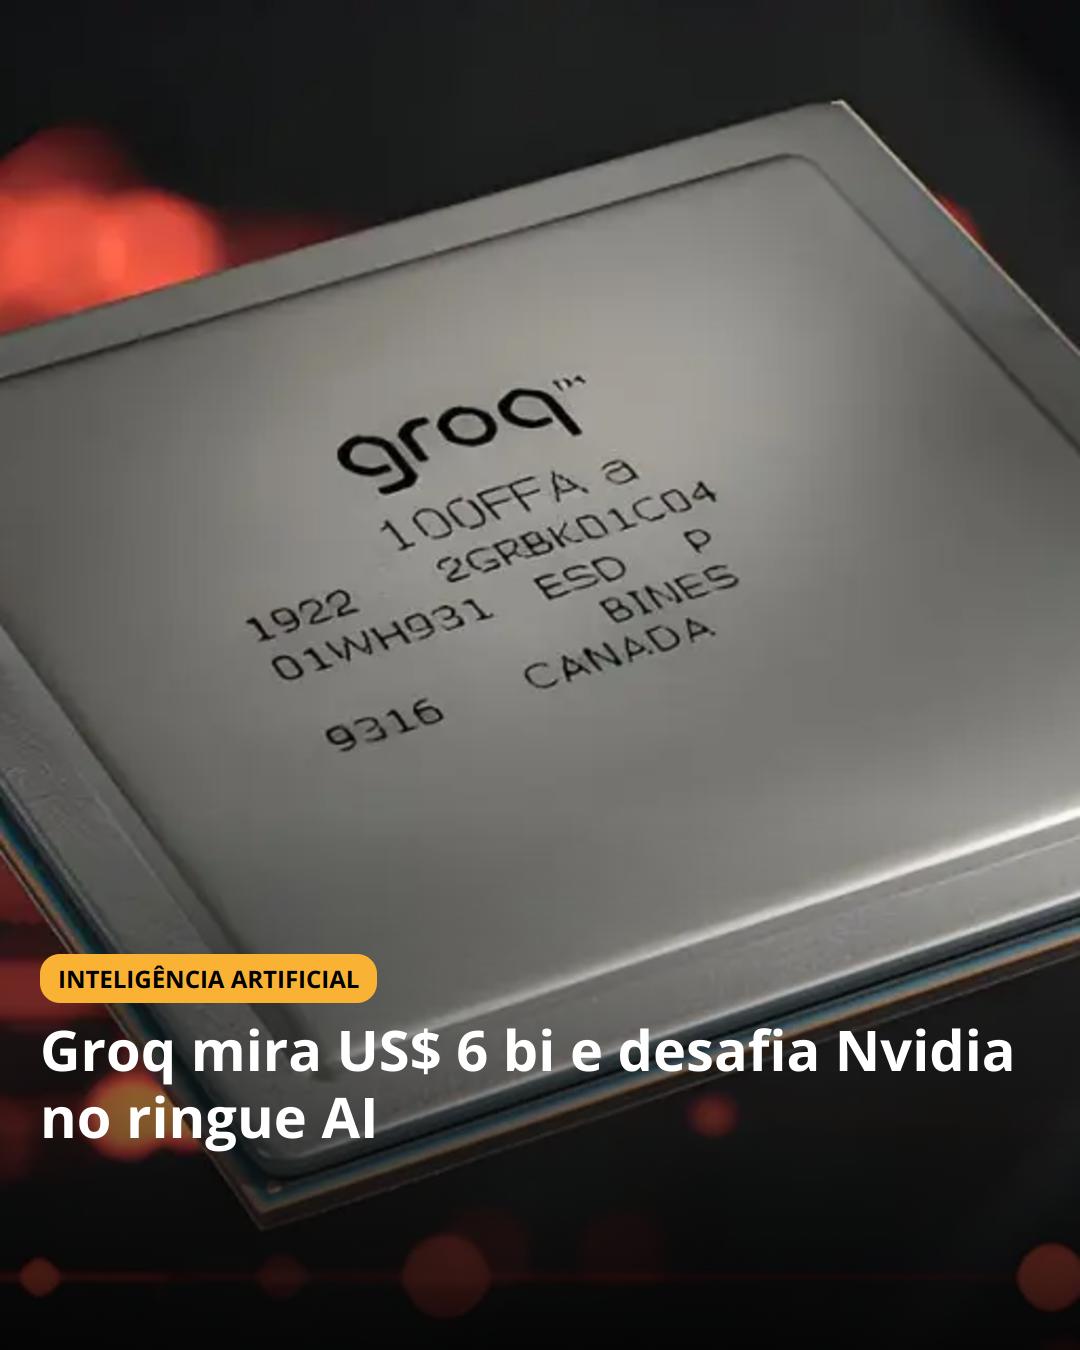 groq™
100FFA a
2GRBK01C04
1922 ESD P
01WH931 BINES
9316 CANADA
INTELIGÊNCIA ARTIFICIAL
Groq mira US$ 6 bi e desafia Nvidia
no ringue AI